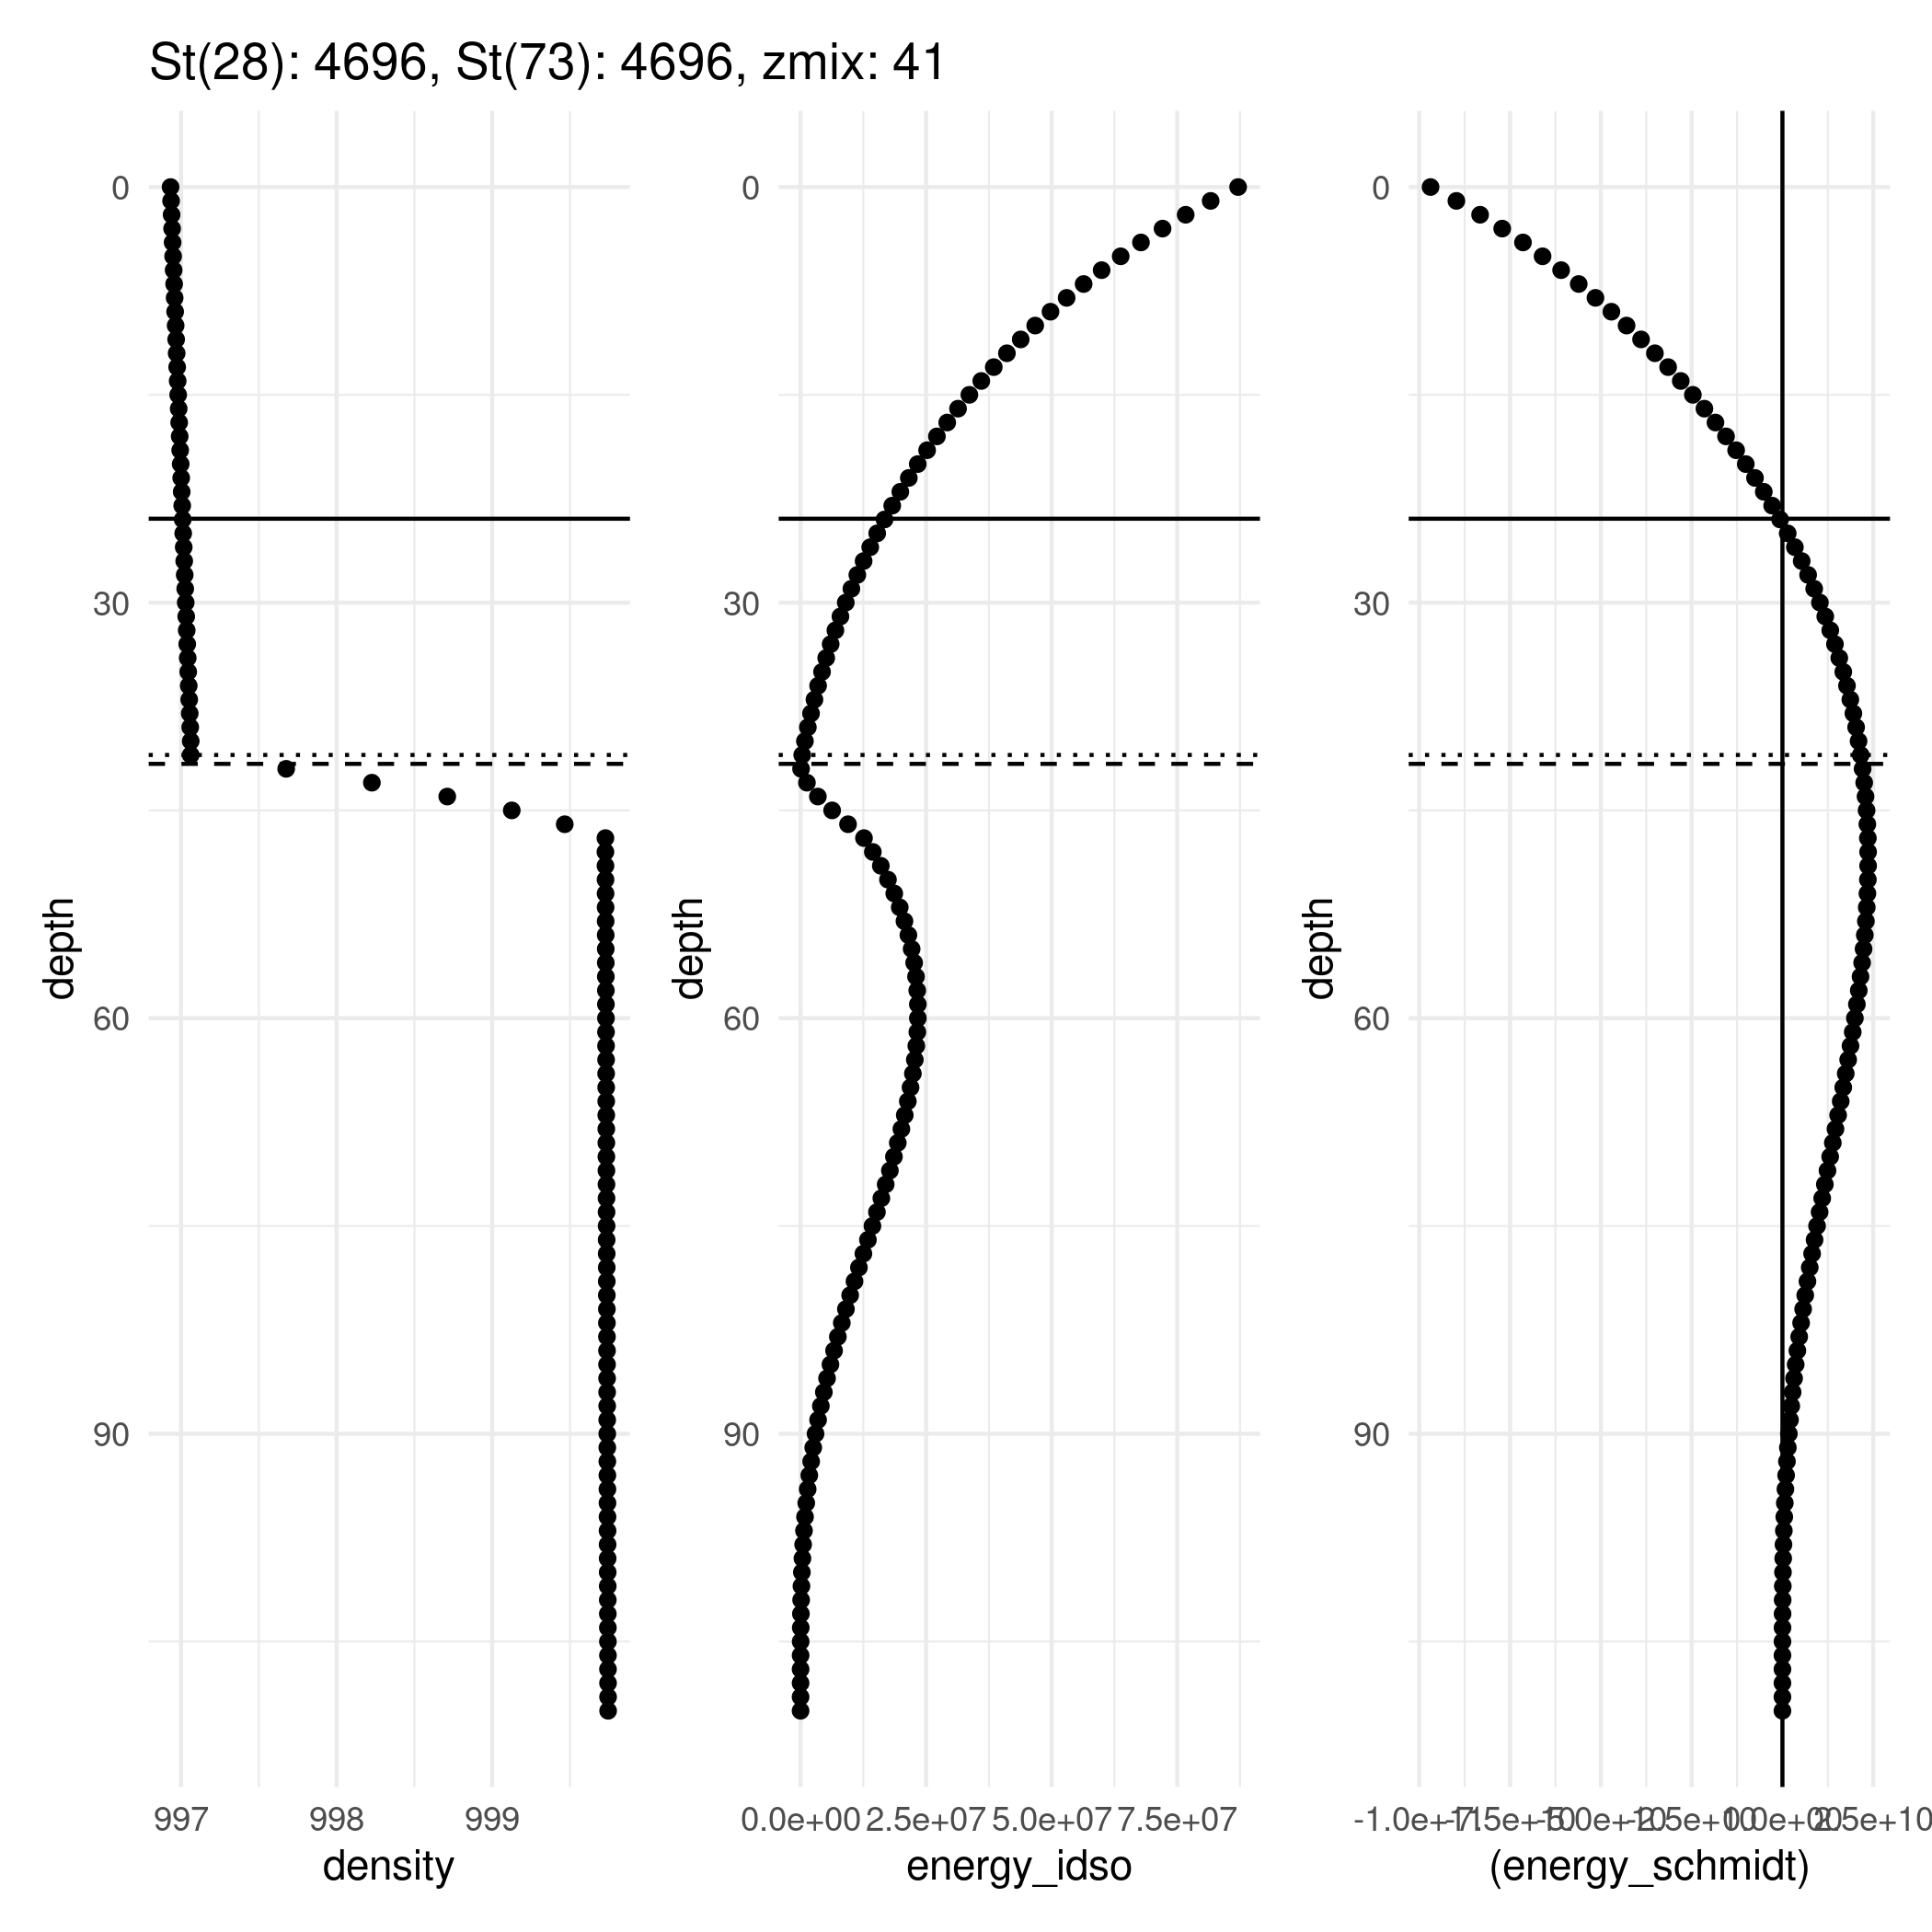 St(28): 4696, St(73): 4696, zmix: 41
0
30
60
90
depth
997 998 999
density
0
30
60
90
depth
0.0e+00 2.5e+07 5.0e+07 7.5e+07
energy_idso
0
30
60
90
depth
(energy_schmidt)